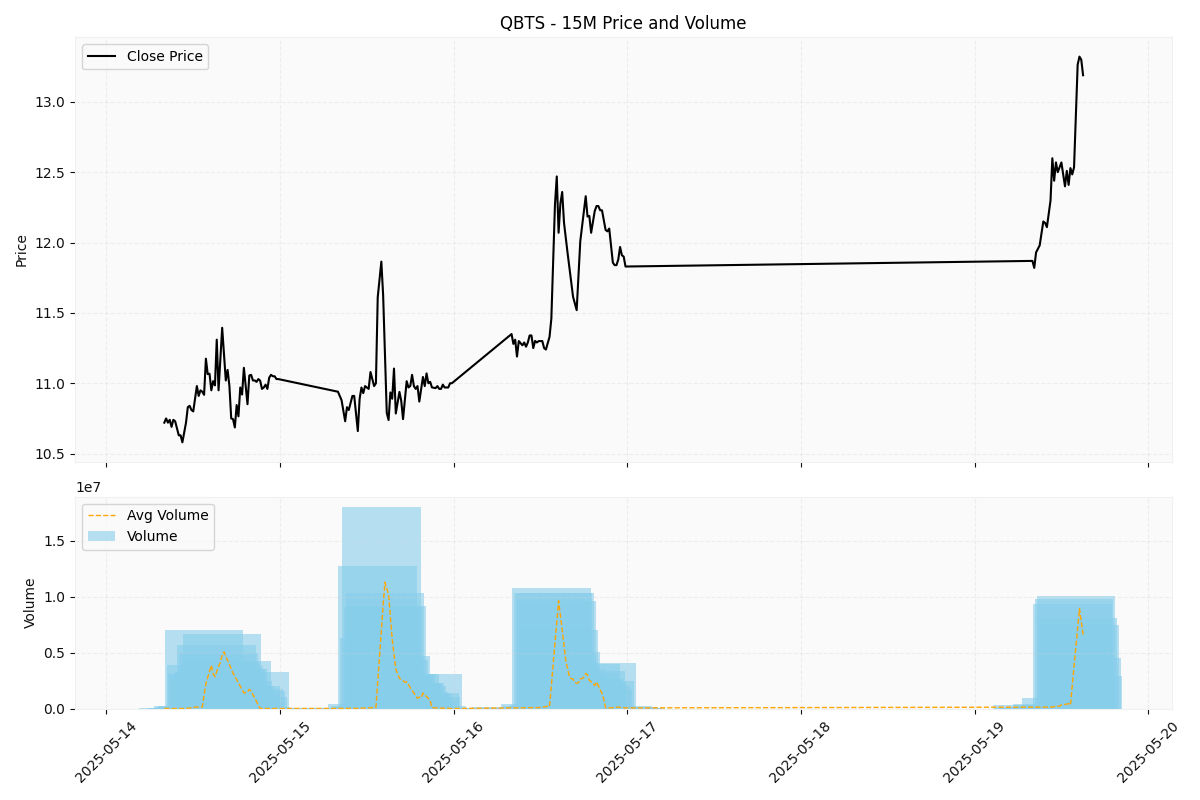 QBTS - 15M Price and Volume
Close Price
Price
13.0
12.5
12.0
11.5
11.0
10.5
1e7
Avg Volume
Volume
Volume
1.5
1.0
0.5
0.0
2025-05-14
2025-05-15
2025-05-16
2025-05-17
2025-05-18
2025-05-19
2025-05-20